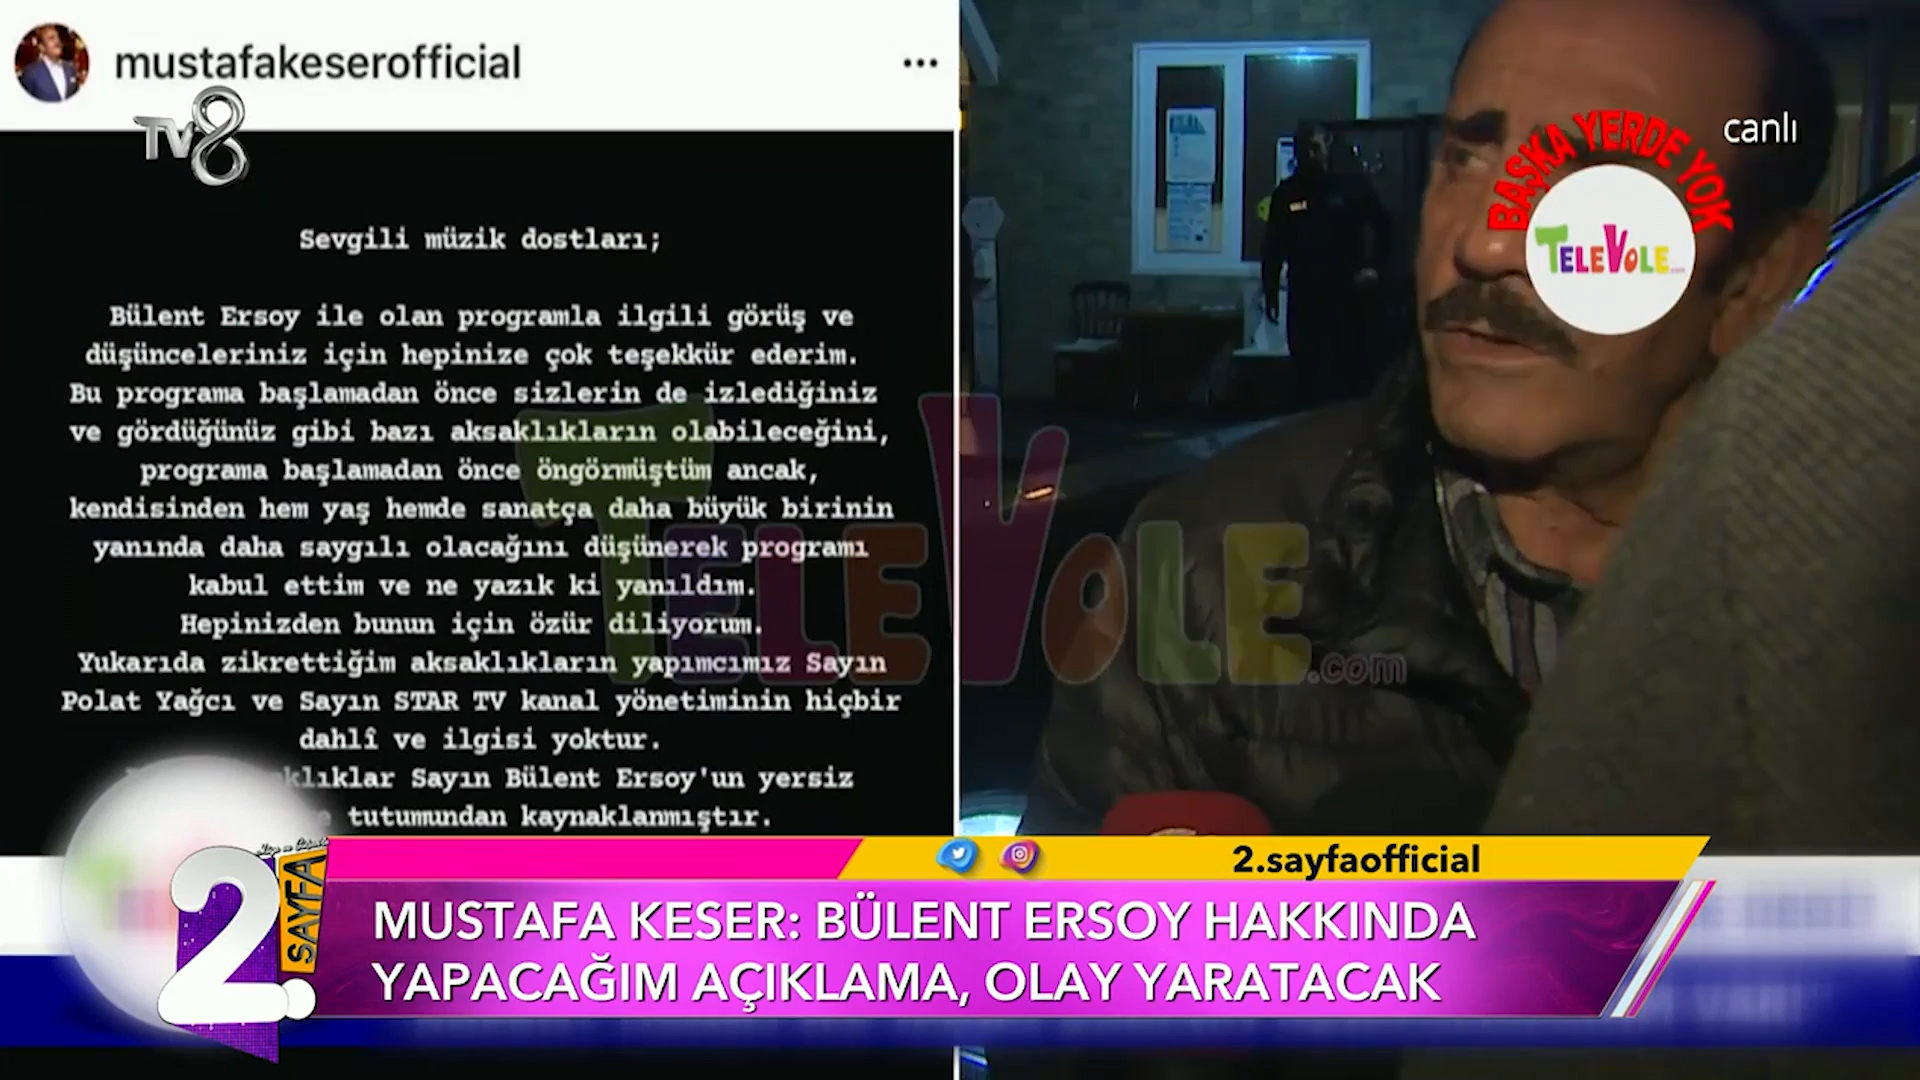 mustafakeserofficial
TV8
Sevgili müzik dostları;
Bülent Ersoy ile olan programla ilgili görüş ve
düşünceleriniz için hepinize çok teşekkür ederim.
Bu programa başlamadan önce sizlerin de izlediğiniz
ve gördüğünüz gibi bazı aksaklıkların olabileceğini,
programa başlamadan önce öngörmüştüm ancak,
kendisinden hem yaş hemde sanatça daha büyük birinin
yanında daha saygılı olacağını düşünerek programı
kabul ettim ve ne yazık ki yanıldım.
Hepinizden bunun için özür diliyorum.
Yukarıda zikrettiğim aksaklıkların yapımcımız Sayın
Polat Yağcı ve Sayın STAR TV kanal yönetiminin hiçbir
dahlî ve ilgisi yoktur.
Sayın Bülent Ersoy'un yersiz
tutumundan kaynaklanmıştır.
canlı
BAŞKA YERDE YOK
TELEVOLE.com
TELEVOLE.com
2.SAYFA
2.sayfaofficial
MUSTAFA KESER: BÜLENT ERSOY HAKKINDA
YAPACAĞIM AÇIKLAMA, OLAY YARATACAK